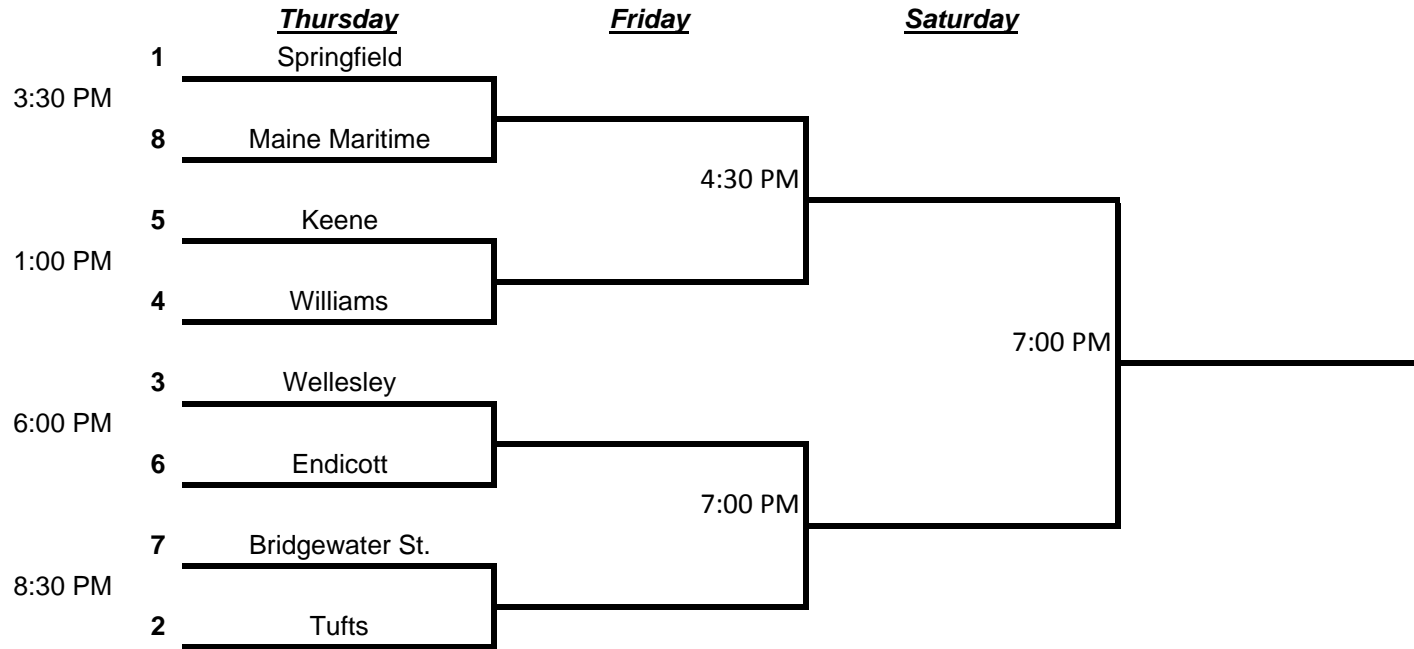 Thursday Friday Saturday
1 Springfield
3:30 PM
8 Maine Maritime
4:30 PM
5 Keene
1:00 PM
4 Williams
7:00 PM
3 Wellesley
6:00 PM
6 Endicott
7:00 PM
7 Bridgewater St.
8:30 PM
2 Tufts